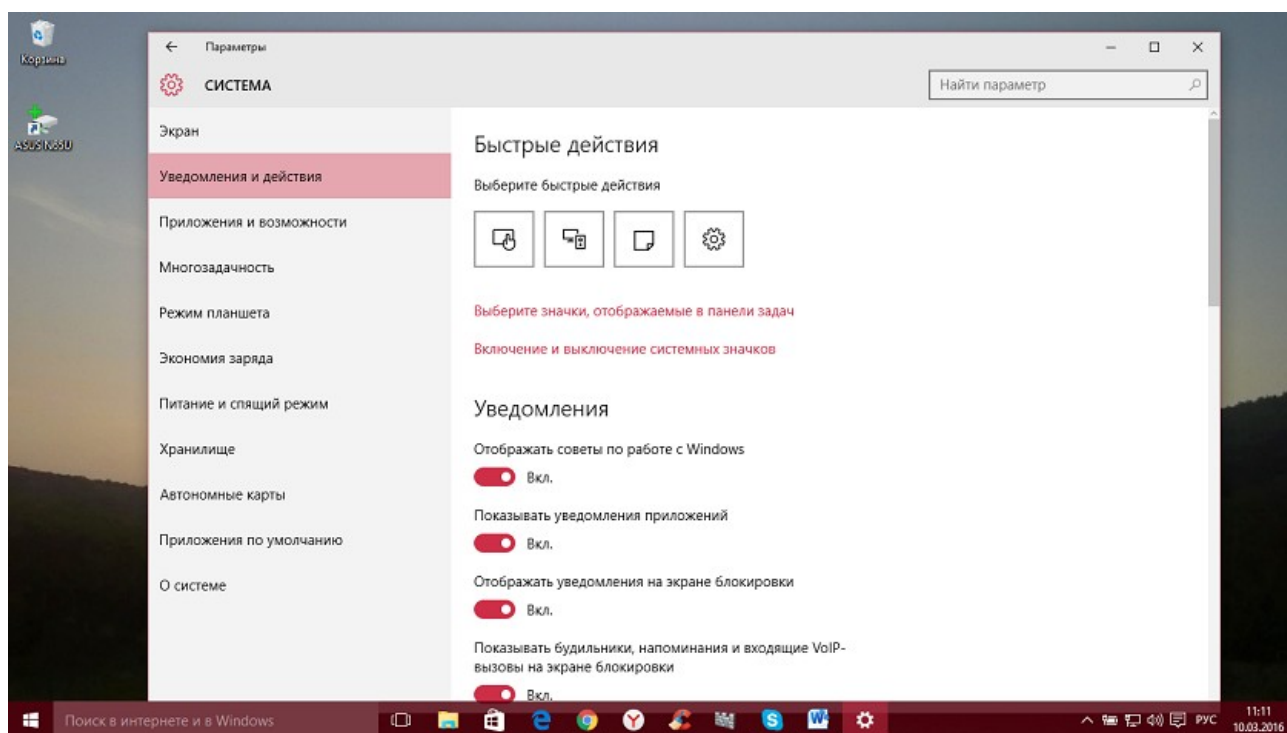 Корзина
ASUS N53U
Параметры
СИСТЕМА
Найти параметр
Экран
Уведомления и действия
Приложения и возможности
Многозадачность
Режим планшета
Экономия заряда
Питание и спящий режим
Хранилище
Автономные карты
Приложения по умолчанию
О системе
Быстрые действия
Выберите быстрые действия
Выберите значки, отображаемые в панели задач
Включение и выключение системных значков
Уведомления
Отображать советы по работе с Windows
Вкл.
Показывать уведомления приложений
Вкл.
Отображать уведомления на экране блокировки
Вкл.
Показывать будильники, напоминания и входящие VoIP-
вызовы на экране блокировки
Вкл.
Поиск в интернете и в Windows
РУС
11:11
10.03.2016